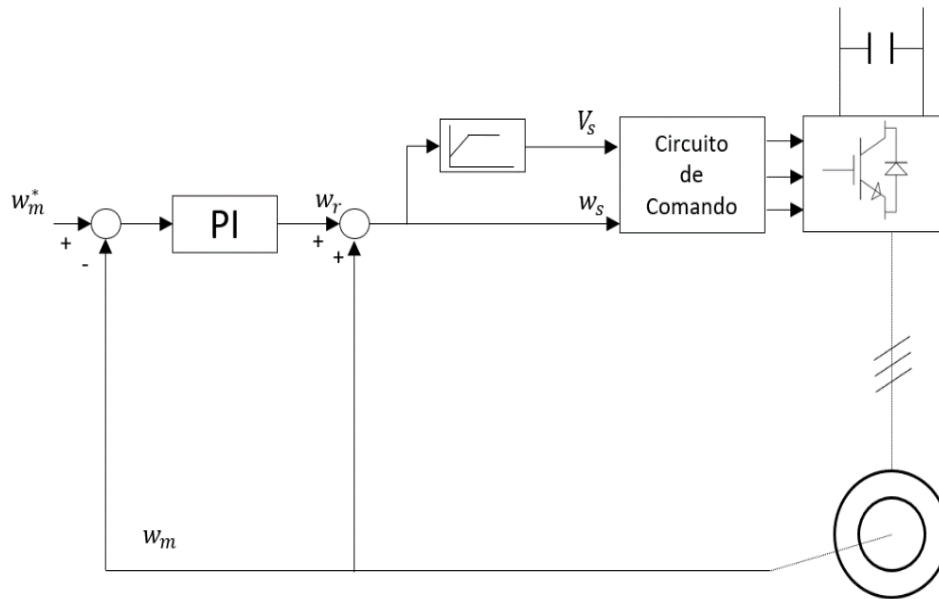 V_s
Circuito
de
Comando
w_m^*
PI
w_r
w_s
+
-
+
+
w_m